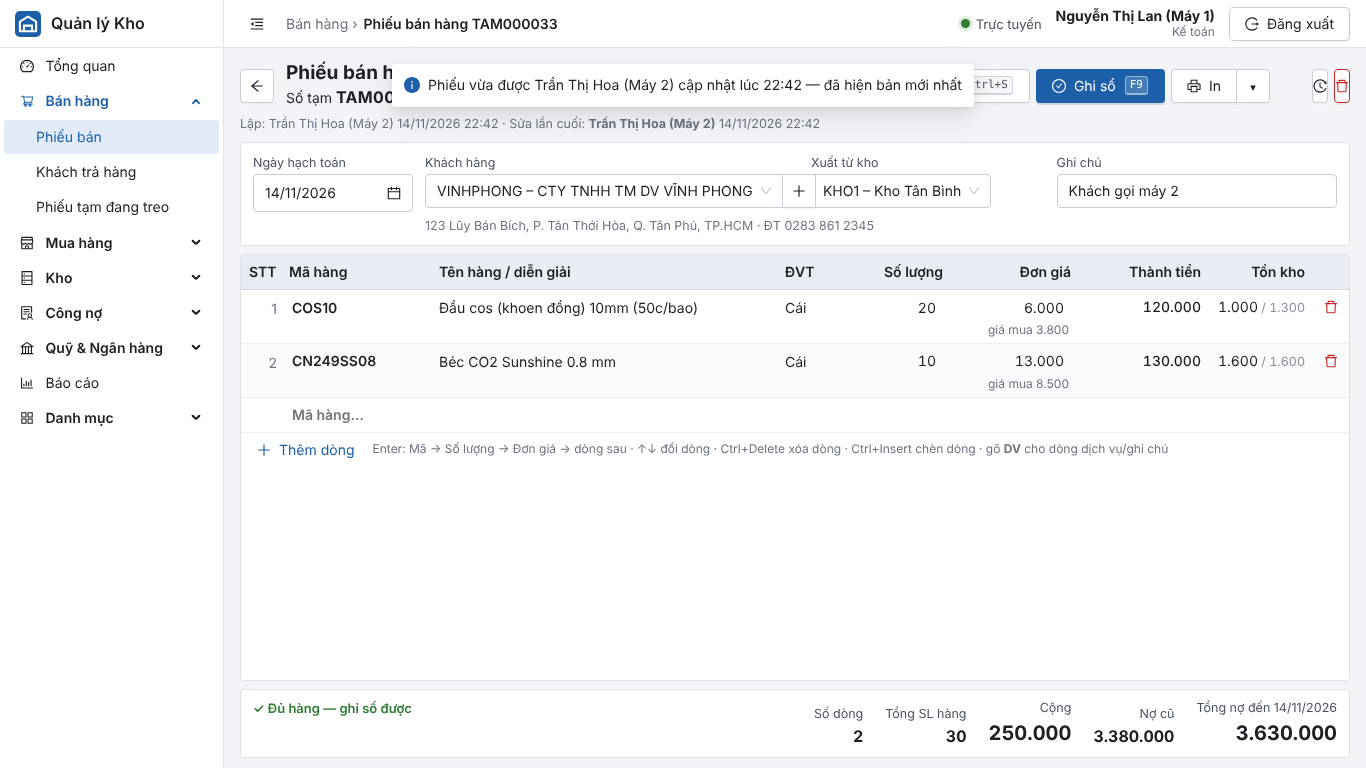 Quản lý Kho
Bán hàng › Phiếu bán hàng TAM000033
Trực tuyến
Nguyễn Thị Lan (Máy 1)
Kế toán
Đăng xuất
Tổng quan
Bán hàng
Phiếu bán
Khách trả hàng
Phiếu tạm đang treo
Mua hàng
Kho
Công nợ
Quỹ & Ngân hàng
Báo cáo
Danh mục
Phiếu bán h
Số tạm TAM00
Phiếu vừa được Trần Thị Hoa (Máy 2) cập nhật lúc 22:42 — đã hiện bản mới nhất
trl+S
Ghi sổ F9
In
Lập: Trần Thị Hoa (Máy 2) 14/11/2026 22:42 · Sửa lần cuối: Trần Thị Hoa (Máy 2) 14/11/2026 22:42
Ngày hạch toán Khách hàng Xuất từ kho Ghi chú
14/11/2026 VINHPHONG – CTY TNHH TM DV VĨNH PHONG KHO1 – Kho Tân Bình Khách gọi máy 2
123 Lũy Bán Bích, P. Tân Thới Hòa, Q. Tân Phú, TP.HCM · ĐT 0283 861 2345
STT Mã hàng Tên hàng / diễn giải ĐVT Số lượng Đơn giá Thành tiền Tồn kho
1 COS10 Đầu cos (khoen đồng) 10mm (50c/bao) Cái 20 6.000 120.000 1.000 / 1.300
giá mua 3.800
2 CN249SS08 Béc CO2 Sunshine 0.8 mm Cái 10 13.000 130.000 1.600 / 1.600
giá mua 8.500
Mã hàng...
Thêm dòng Enter: Mã → Số lượng → Đơn giá → dòng sau · ↑↓ đổi dòng · Ctrl+Delete xóa dòng · Ctrl+Insert chèn dòng · gõ DV cho dòng dịch vụ/ghi chú
✓ Đủ hàng — ghi sổ được
Số dòng Tổng SL hàng Cộng Nợ cũ Tổng nợ đến 14/11/2026
2 30 250.000 3.380.000 3.630.000